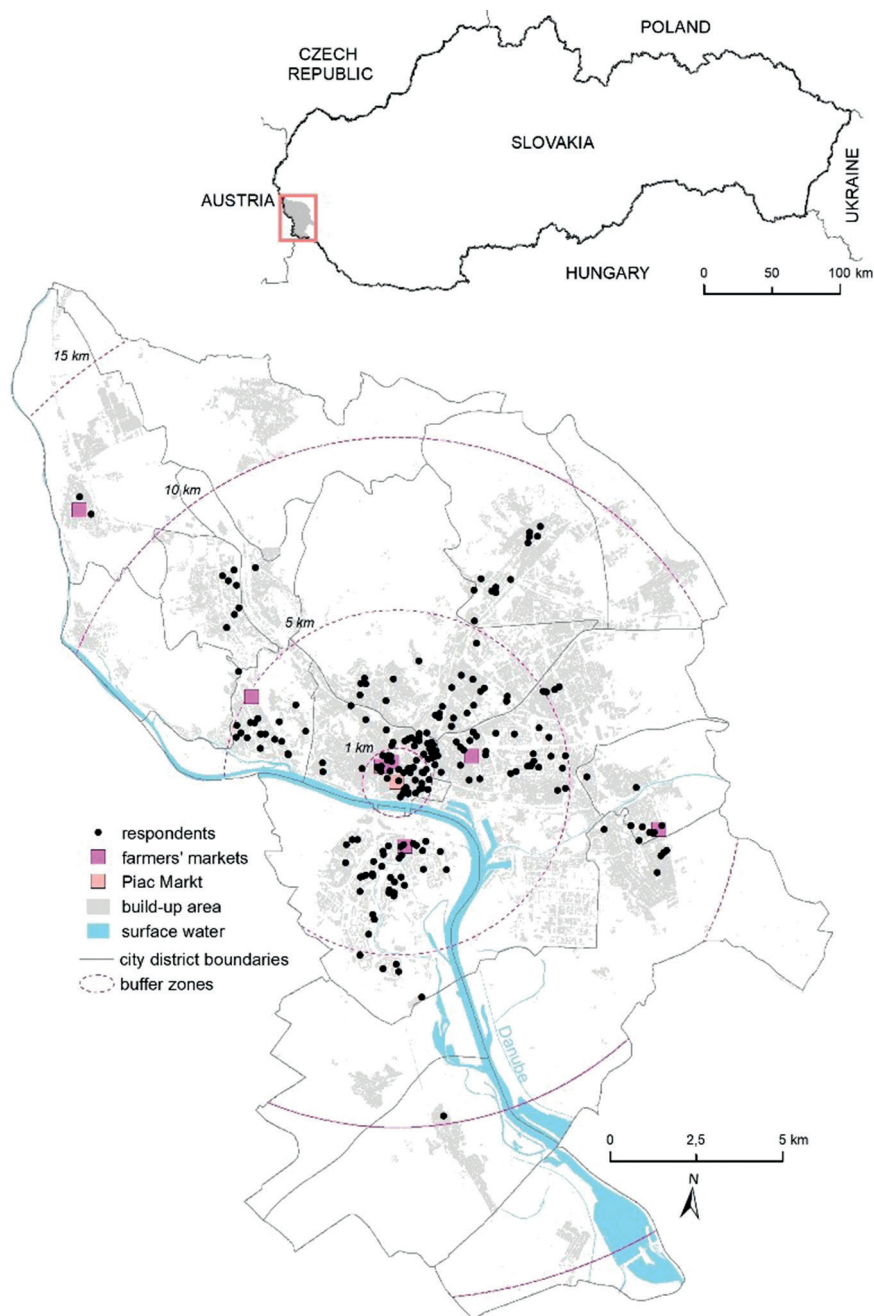 POLAND
CZECH
REPUBLIC
SLOVAKIA
UKRAINE
AUSTRIA
HUNGARY
0 50 100 km
15 km
10 km
5 km
1 km
respondents
farmers' markets
Piac Markt
build-up area
surface water
city district boundaries
buffer zones
Danube
0 2,5 5 km
N